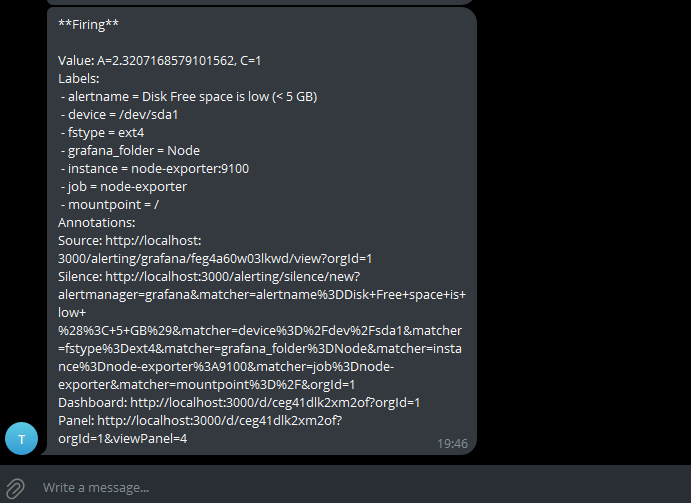 **Firing**
Value: A=2.3207168579101562, C=1
Labels:
- alertname = Disk Free space is low (< 5 GB)
- device = /dev/sda1
- fstype = ext4
- grafana_folder = Node
- instance = node-exporter:9100
- job = node-exporter
- mountpoint = /
Annotations:
Source: http://localhost:
3000/alerting/grafana/feg4a60w03lkwd/view?orgId=1
Silence: http://localhost:3000/alerting/silence/new?
alertmanager=grafana&matcher=alertname%3DDisk+Free+space+is+
low+
%28%3C+5+GB%29&matcher=device%3D%2Fdev%2Fsda1&matcher
=fstype%3Dext4&matcher=grafana_folder%3DNode&matcher=insta
nce%3Dnode-exporter%3A9100&matcher=job%3Dnode-
exporter&matcher=mountpoint%3D%2F&orgId=1
Dashboard: http://localhost:3000/d/ceg41dlk2xm2of?orgId=1
Panel: http://localhost:3000/d/ceg41dlk2xm2of?
orgId=1&viewPanel=4
19:46
T
Write a message...